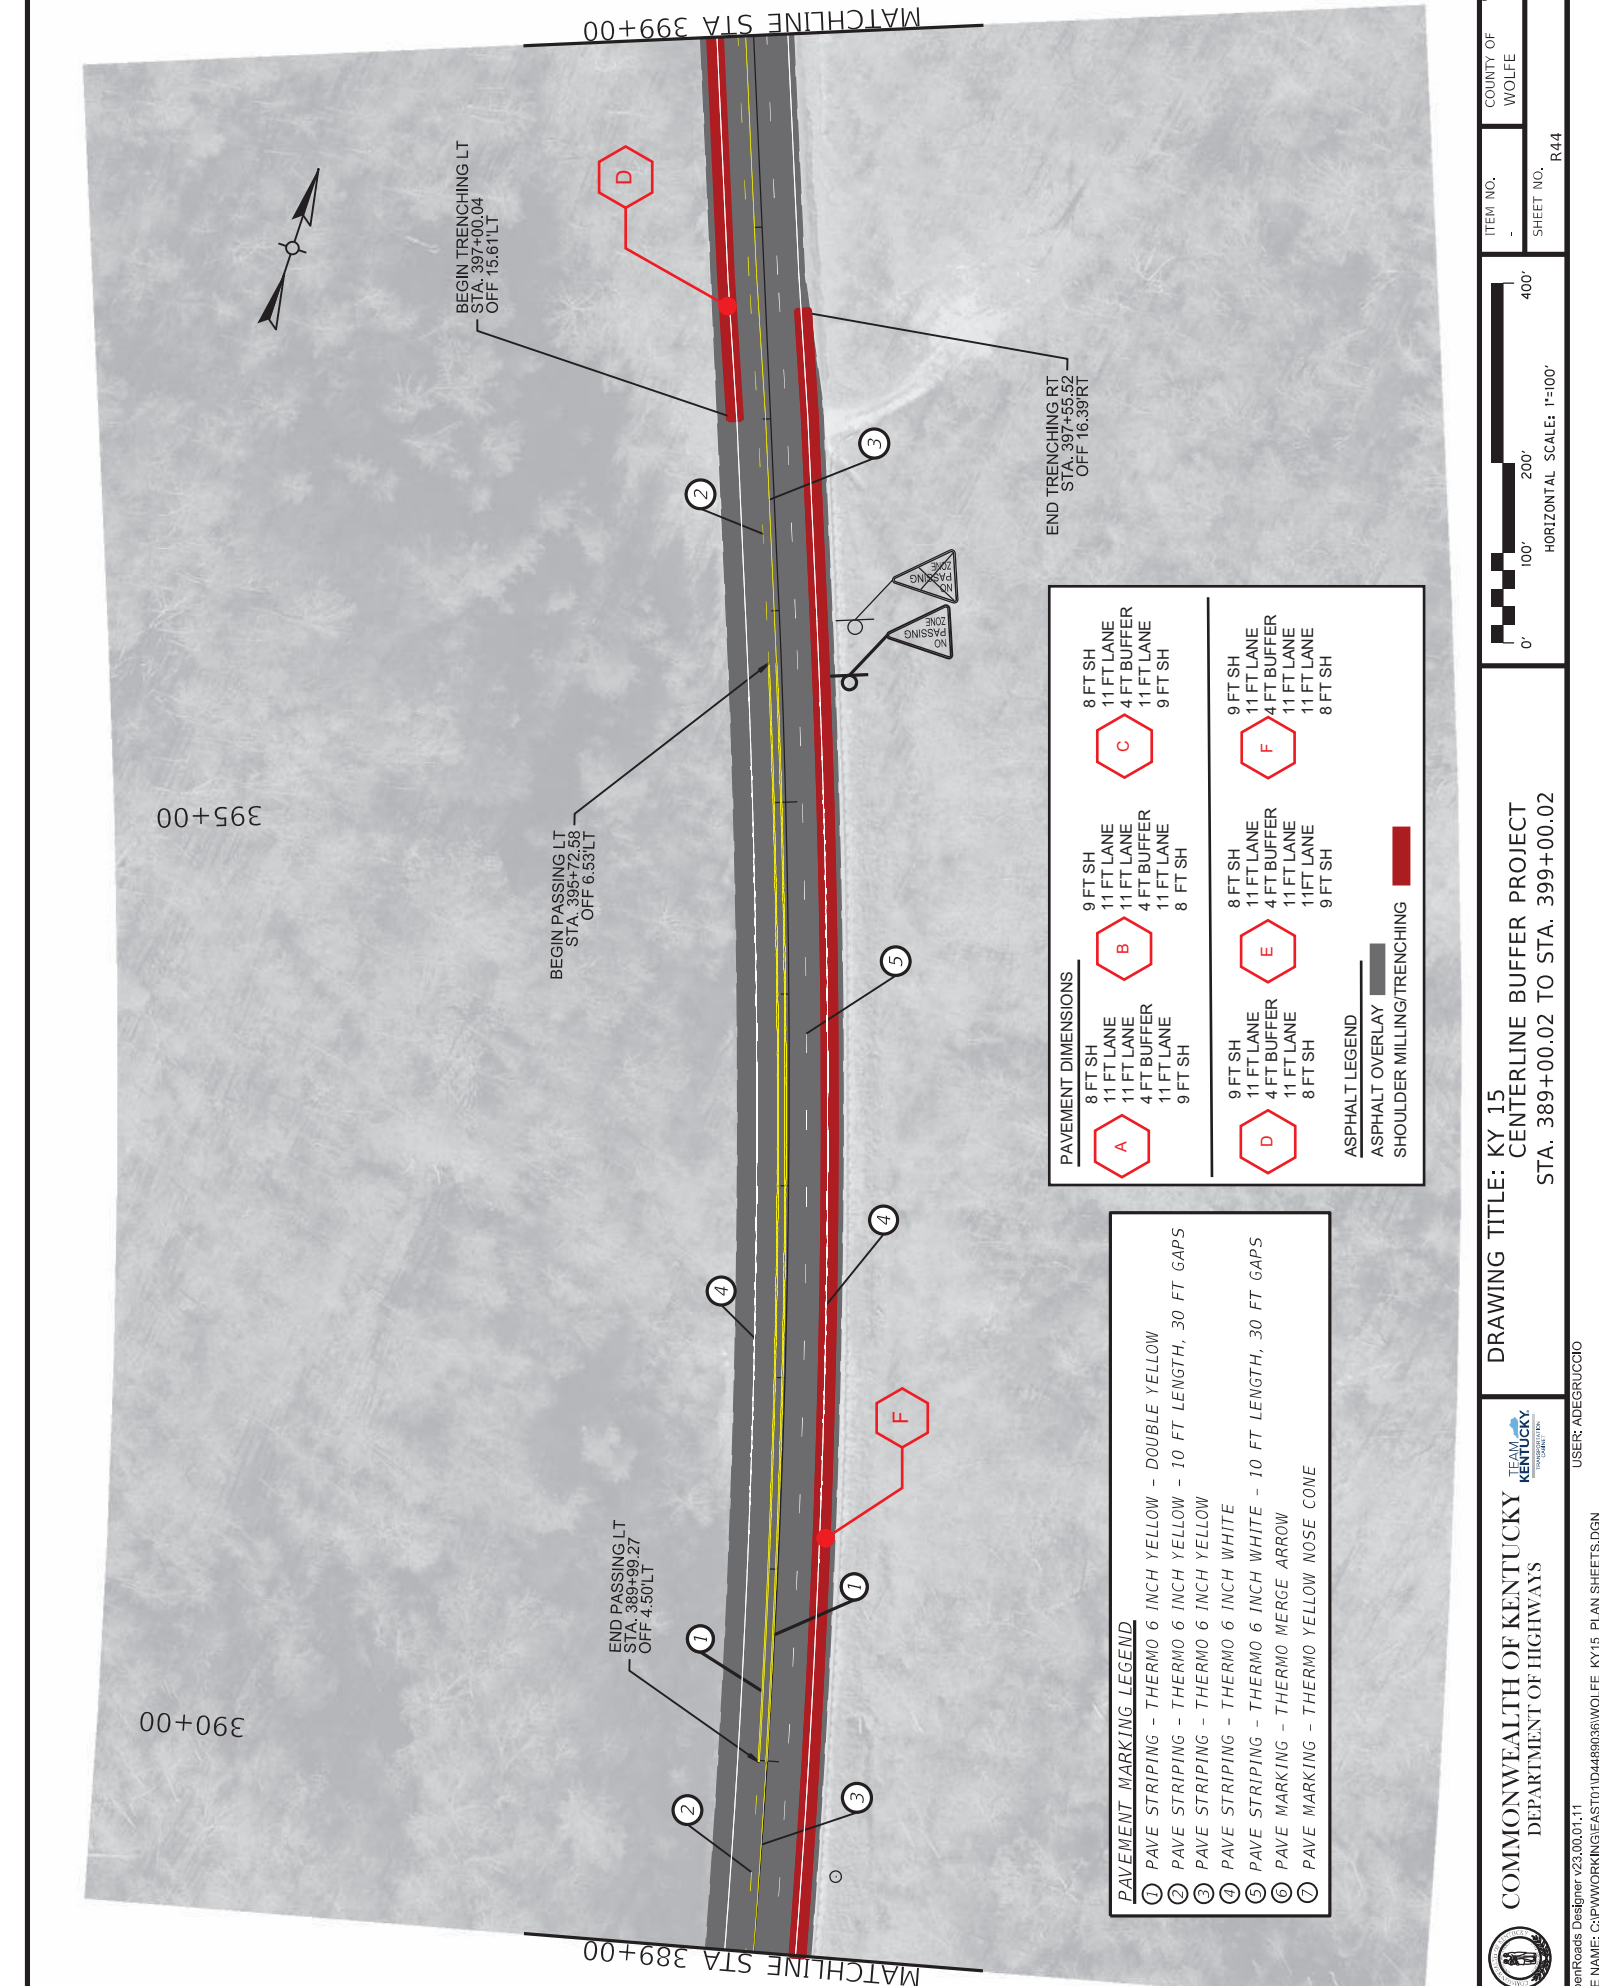 MATCHLINE STA 399+00
BEGIN TRENCHING LT
STA. 397+00.04
OFF 15.61'LT
D
END TRENCHING RT
STA. 397+55.52
OFF 16.39'RT
3
2
NO
PASSING
ZONE
NO
PASSING
ZONE
395+00
BEGIN PASSING LT
STA. 395+72.58
OFF 6.53'LT
5
4
4
F
END PASSING LT
STA. 389+99.27
OFF 4.50'LT
1
1
390+00
2
3
MATCHLINE STA 389+00
PAVEMENT DIMENSIONS
A
8 FT SH
11 FT LANE
11 FT LANE
4 FT BUFFER
11 FT LANE
9 FT SH
B
9 FT SH
11 FT LANE
11 FT LANE
4 FT BUFFER
11 FT LANE
8 FT SH
C
8 FT SH
11 FT LANE
4 FT BUFFER
11 FT LANE
9 FT SH
D
9 FT SH
11 FT LANE
4 FT BUFFER
11 FT LANE
8 FT SH
E
8 FT SH
11 FT LANE
4 FT BUFFER
11 FT LANE
11FT LANE
9 FT SH
F
9 FT SH
11 FT LANE
4 FT BUFFER
11 FT LANE
11 FT LANE
8 FT SH
ASPHALT LEGEND
ASPHALT OVERLAY
SHOULDER MILLING/TRENCHING
PAVEMENT MARKING LEGEND
1 PAVE STRIPING - THERMO 6 INCH YELLOW - DOUBLE YELLOW
2 PAVE STRIPING - THERMO 6 INCH YELLOW - 10 FT LENGTH, 30 FT GAPS
3 PAVE STRIPING - THERMO 6 INCH YELLOW
4 PAVE STRIPING - THERMO 6 INCH WHITE
5 PAVE STRIPING - THERMO 6 INCH WHITE - 10 FT LENGTH, 30 FT GAPS
6 PAVE MARKING - THERMO MERGE ARROW
7 PAVE MARKING - THERMO YELLOW NOSE CONE
COMMONWEALTH OF KENTUCKY
DEPARTMENT OF HIGHWAYS
TEAM
KENTUCKY
TRANSPORTATION
CABINET
DRAWING TITLE: KY 15
CENTERLINE BUFFER PROJECT
STA. 389+00.02 TO STA. 399+00.02
0' 100' 200' 400'
HORIZONTAL SCALE: 1"=100'
ITEM NO.
-
COUNTY OF
WOLFE
SHEET NO.
R44
USER: ADEGRUCCIO
enRoads Designer v23.00.01.11
E NAME: C:\PWWORKING\EAST01\D4489036\WOLFE_KY15_PLAN SHEETS.DGN